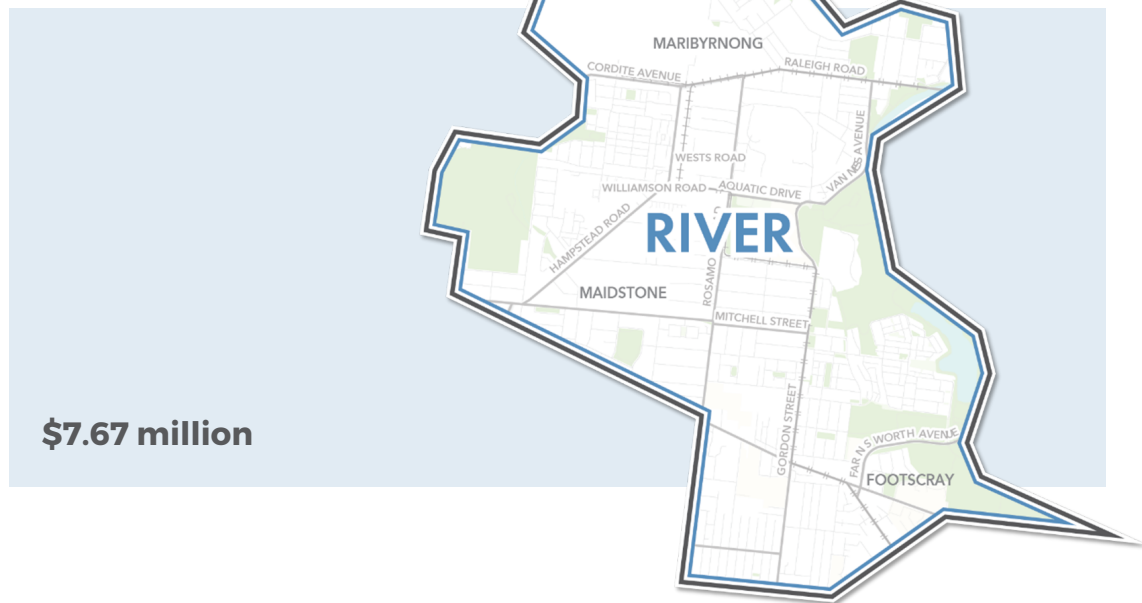 MARIBYRNONG
CORDITE AVENUE
RALEIGH ROAD
VAN NESS AVENUE
WESTS ROAD
WILLIAMSON ROAD
AQUATIC DRIVE
HAMPSTEAD ROAD
RIVER
ROSAMO
MAIDSTONE
MITCHELL STREET
GORDON STREET
$7.67 million
FARNSWORTH AVENUE
FOOTSCRAY